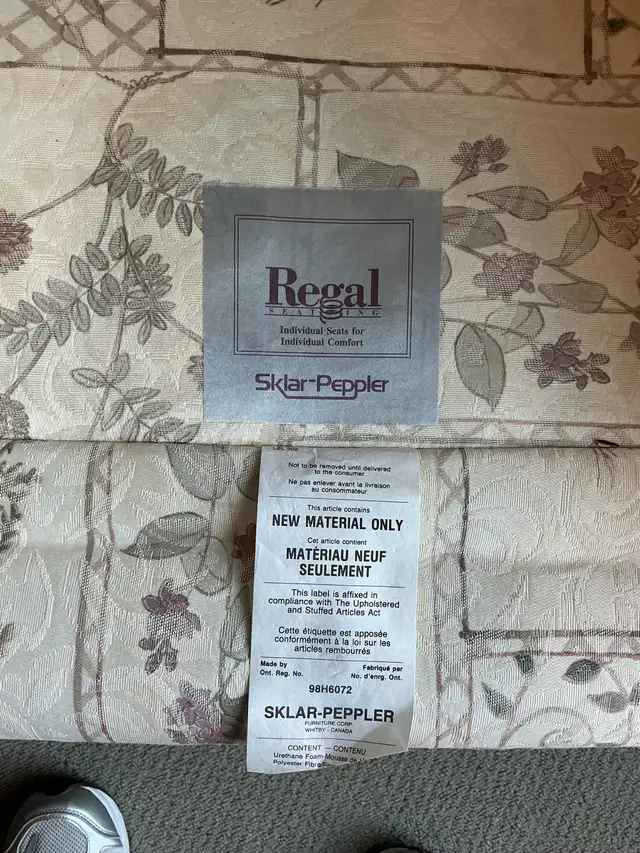 Regal
SEATING
Individual Seats for
Individual Comfort
Sklar-Peppler
Not to be removed until delivered
to the consumer
Ne pas enlever avant la livraison
au consommateur
This article contains
NEW MATERIAL ONLY
Cet article contient
MATÉRIAU NEUF
SEULEMENT
This label is affixed in
compliance with The Upholstered
and Stuffed Articles Act
Cette étiquette est apposée
conformément à la loi sur les
articles rembourrés
Made by Fabriqué par
Ont. Reg. No. No. d'enrg. Ont.
98H6072
SKLAR-PEPPLER
FURNITURE CORP.
WHITBY - CANADA
CONTENT — CONTENU
Urethane Foam-Mousse de
Polyester Fibre